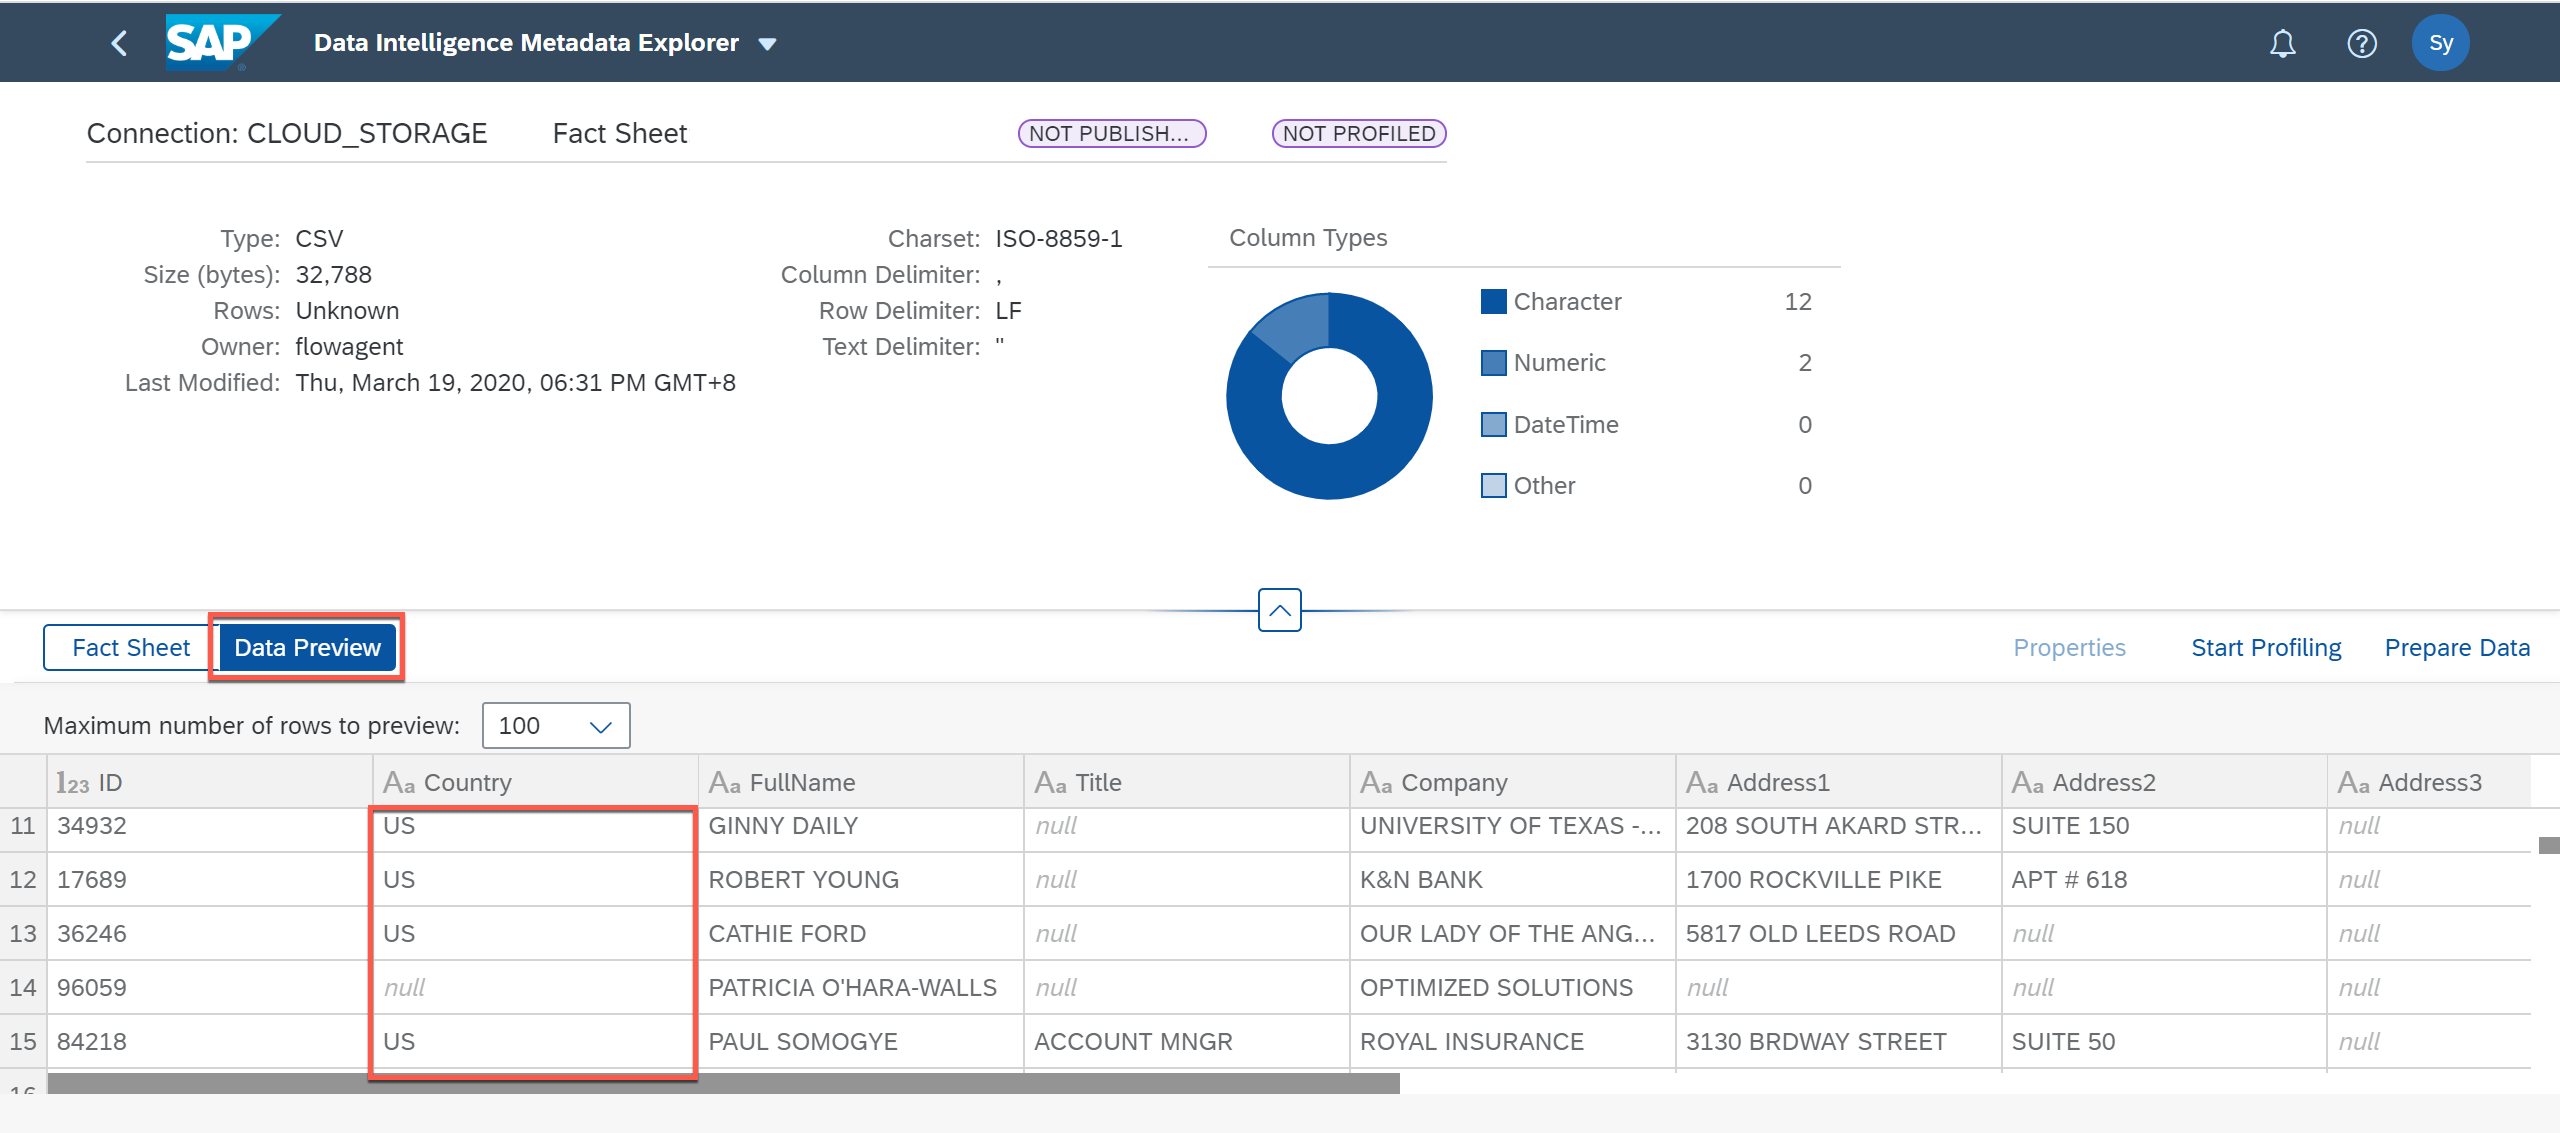 SAP Data Intelligence Metadata Explorer Sy
Connection: CLOUD_STORAGE Fact Sheet NOT PUBLISH... NOT PROFILED
Type: CSV
Size (bytes): 32,788
Rows: Unknown
Owner: flowagent
Last Modified: Thu, March 19, 2020, 06:31 PM GMT+8
Charset: ISO-8859-1
Column Delimiter: ,
Row Delimiter: LF
Text Delimiter: "
Column Types
Character 12
Numeric 2
DateTime 0
Other 0
Fact Sheet Data Preview Properties Start Profiling Prepare Data
Maximum number of rows to preview: 100
123 ID Aa Country Aa FullName Aa Title Aa Company Aa Address1 Aa Address2 Aa Address3
11 34932 US GINNY DAILY null UNIVERSITY OF TEXAS -... 208 SOUTH AKARD STR... SUITE 150 null
12 17689 US ROBERT YOUNG null K&N BANK 1700 ROCKVILLE PIKE APT # 618 null
13 36246 US CATHIE FORD null OUR LADY OF THE ANG... 5817 OLD LEEDS ROAD null null
14 96059 null PATRICIA O'HARA-WALLS null OPTIMIZED SOLUTIONS null null null
15 84218 US PAUL SOMOGYE ACCOUNT MNGR ROYAL INSURANCE 3130 BRDWAY STREET SUITE 50 null